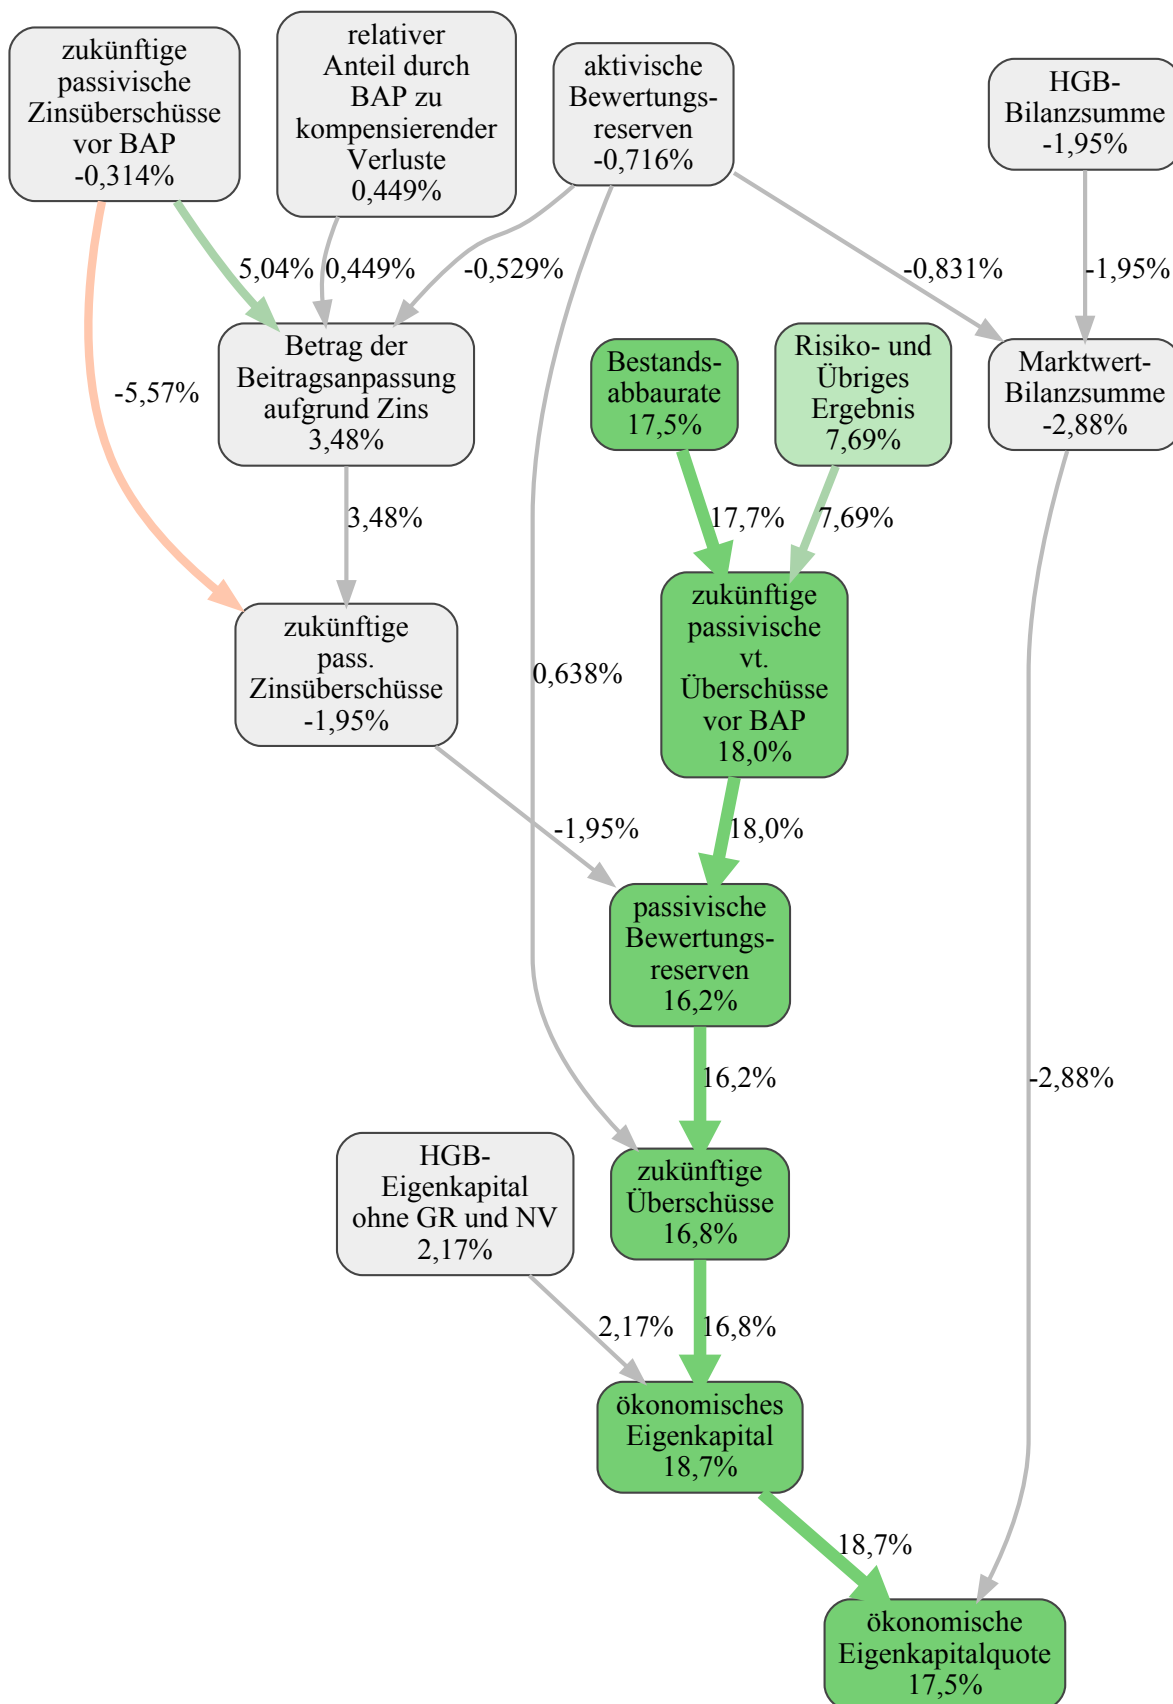 zukünftige
passivische
Zinsüberschüsse
vor BAP
-0,314%
relativer
Anteil durch
BAP zu
kompensierender
Verluste
0,449%
aktivische
Bewertungs-
reserven
-0,716%
HGB-
Bilanzsumme
-1,95%
5,04%
0,449%
-0,529%
-0,831%
-1,95%
-5,57%
Betrag der
Beitragsanpassung
aufgrund Zins
3,48%
Bestands-
abbaurate
17,5%
Risiko- und
Übriges
Ergebnis
7,69%
Marktwert-
Bilanzsumme
-2,88%
3,48%
17,7%
7,69%
zukünftige
pass.
Zinsüberschüsse
-1,95%
0,638%
zukünftige
passivische
vt.
Überschüsse
vor BAP
18,0%
-1,95%
18,0%
passivische
Bewertungs-
reserven
16,2%
16,2%
-2,88%
HGB-
Eigenkapital
ohne GR und NV
2,17%
zukünftige
Überschüsse
16,8%
2,17%
16,8%
ökonomisches
Eigenkapital
18,7%
18,7%
ökonomische
Eigenkapitalquote
17,5%